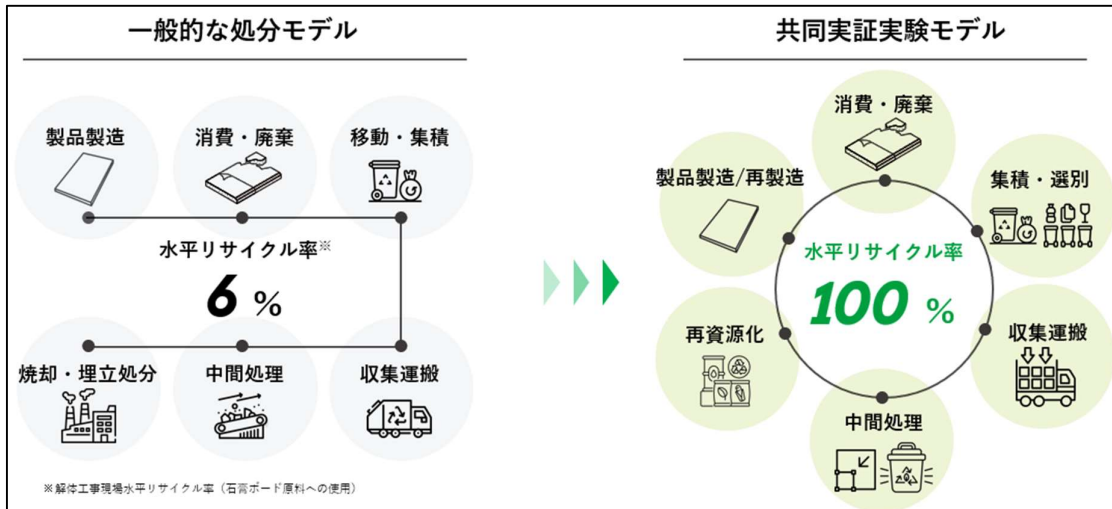 一般的な処分モデル
製品製造
消費・廃棄
移動・集積
水平リサイクル率※
6 %
焼却・埋立処分
中間処理
収集運搬
※解体工事現場水平リサイクル率（石膏ボード原料への使用）
共同実証実験モデル
消費・廃棄
製品製造/再製造
集積・選別
水平リサイクル率
100 %
再資源化
収集運搬
中間処理